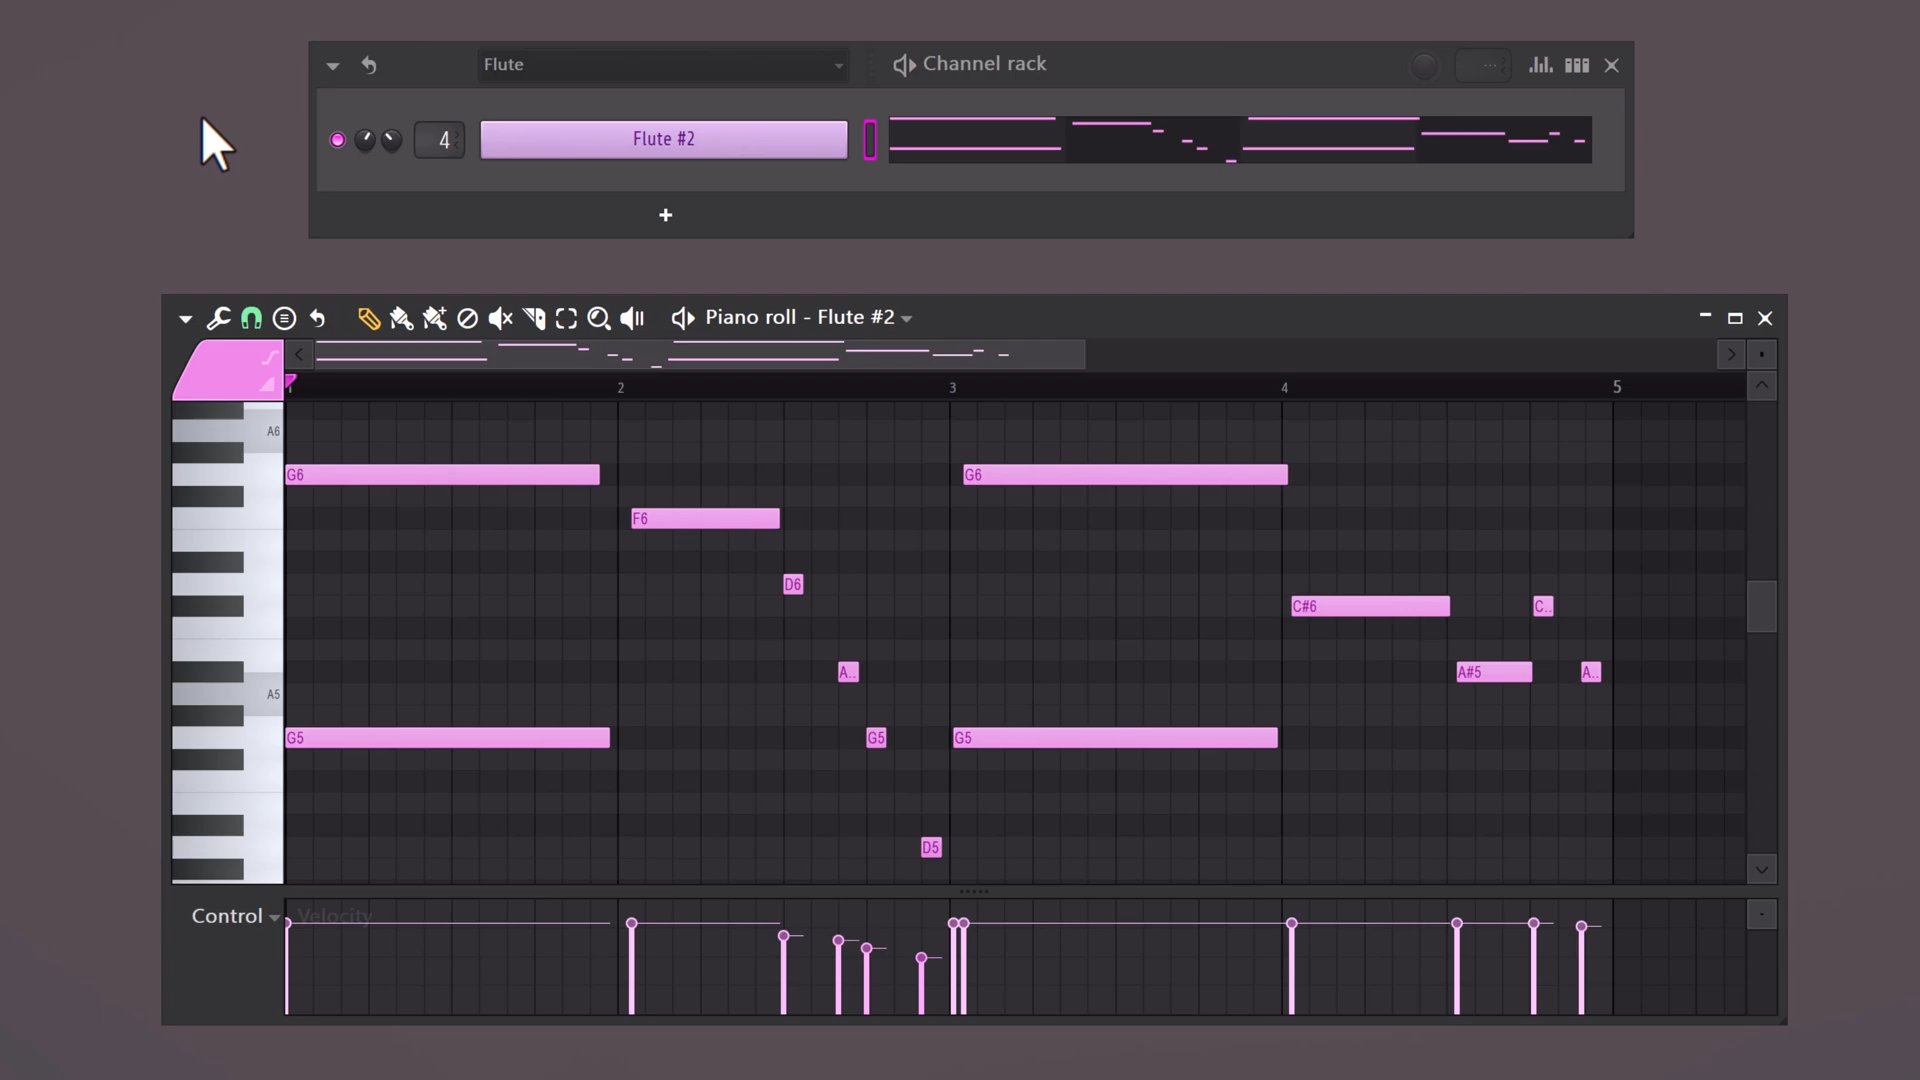 Flute
Channel rack
4
Flute #2
Piano roll - Flute #2
2 3 4 5
A6
G6 G6
F6
D6
C#6 C..
A.. A#5 A..
A5
G5 G5 G5
D5
Control Velocity